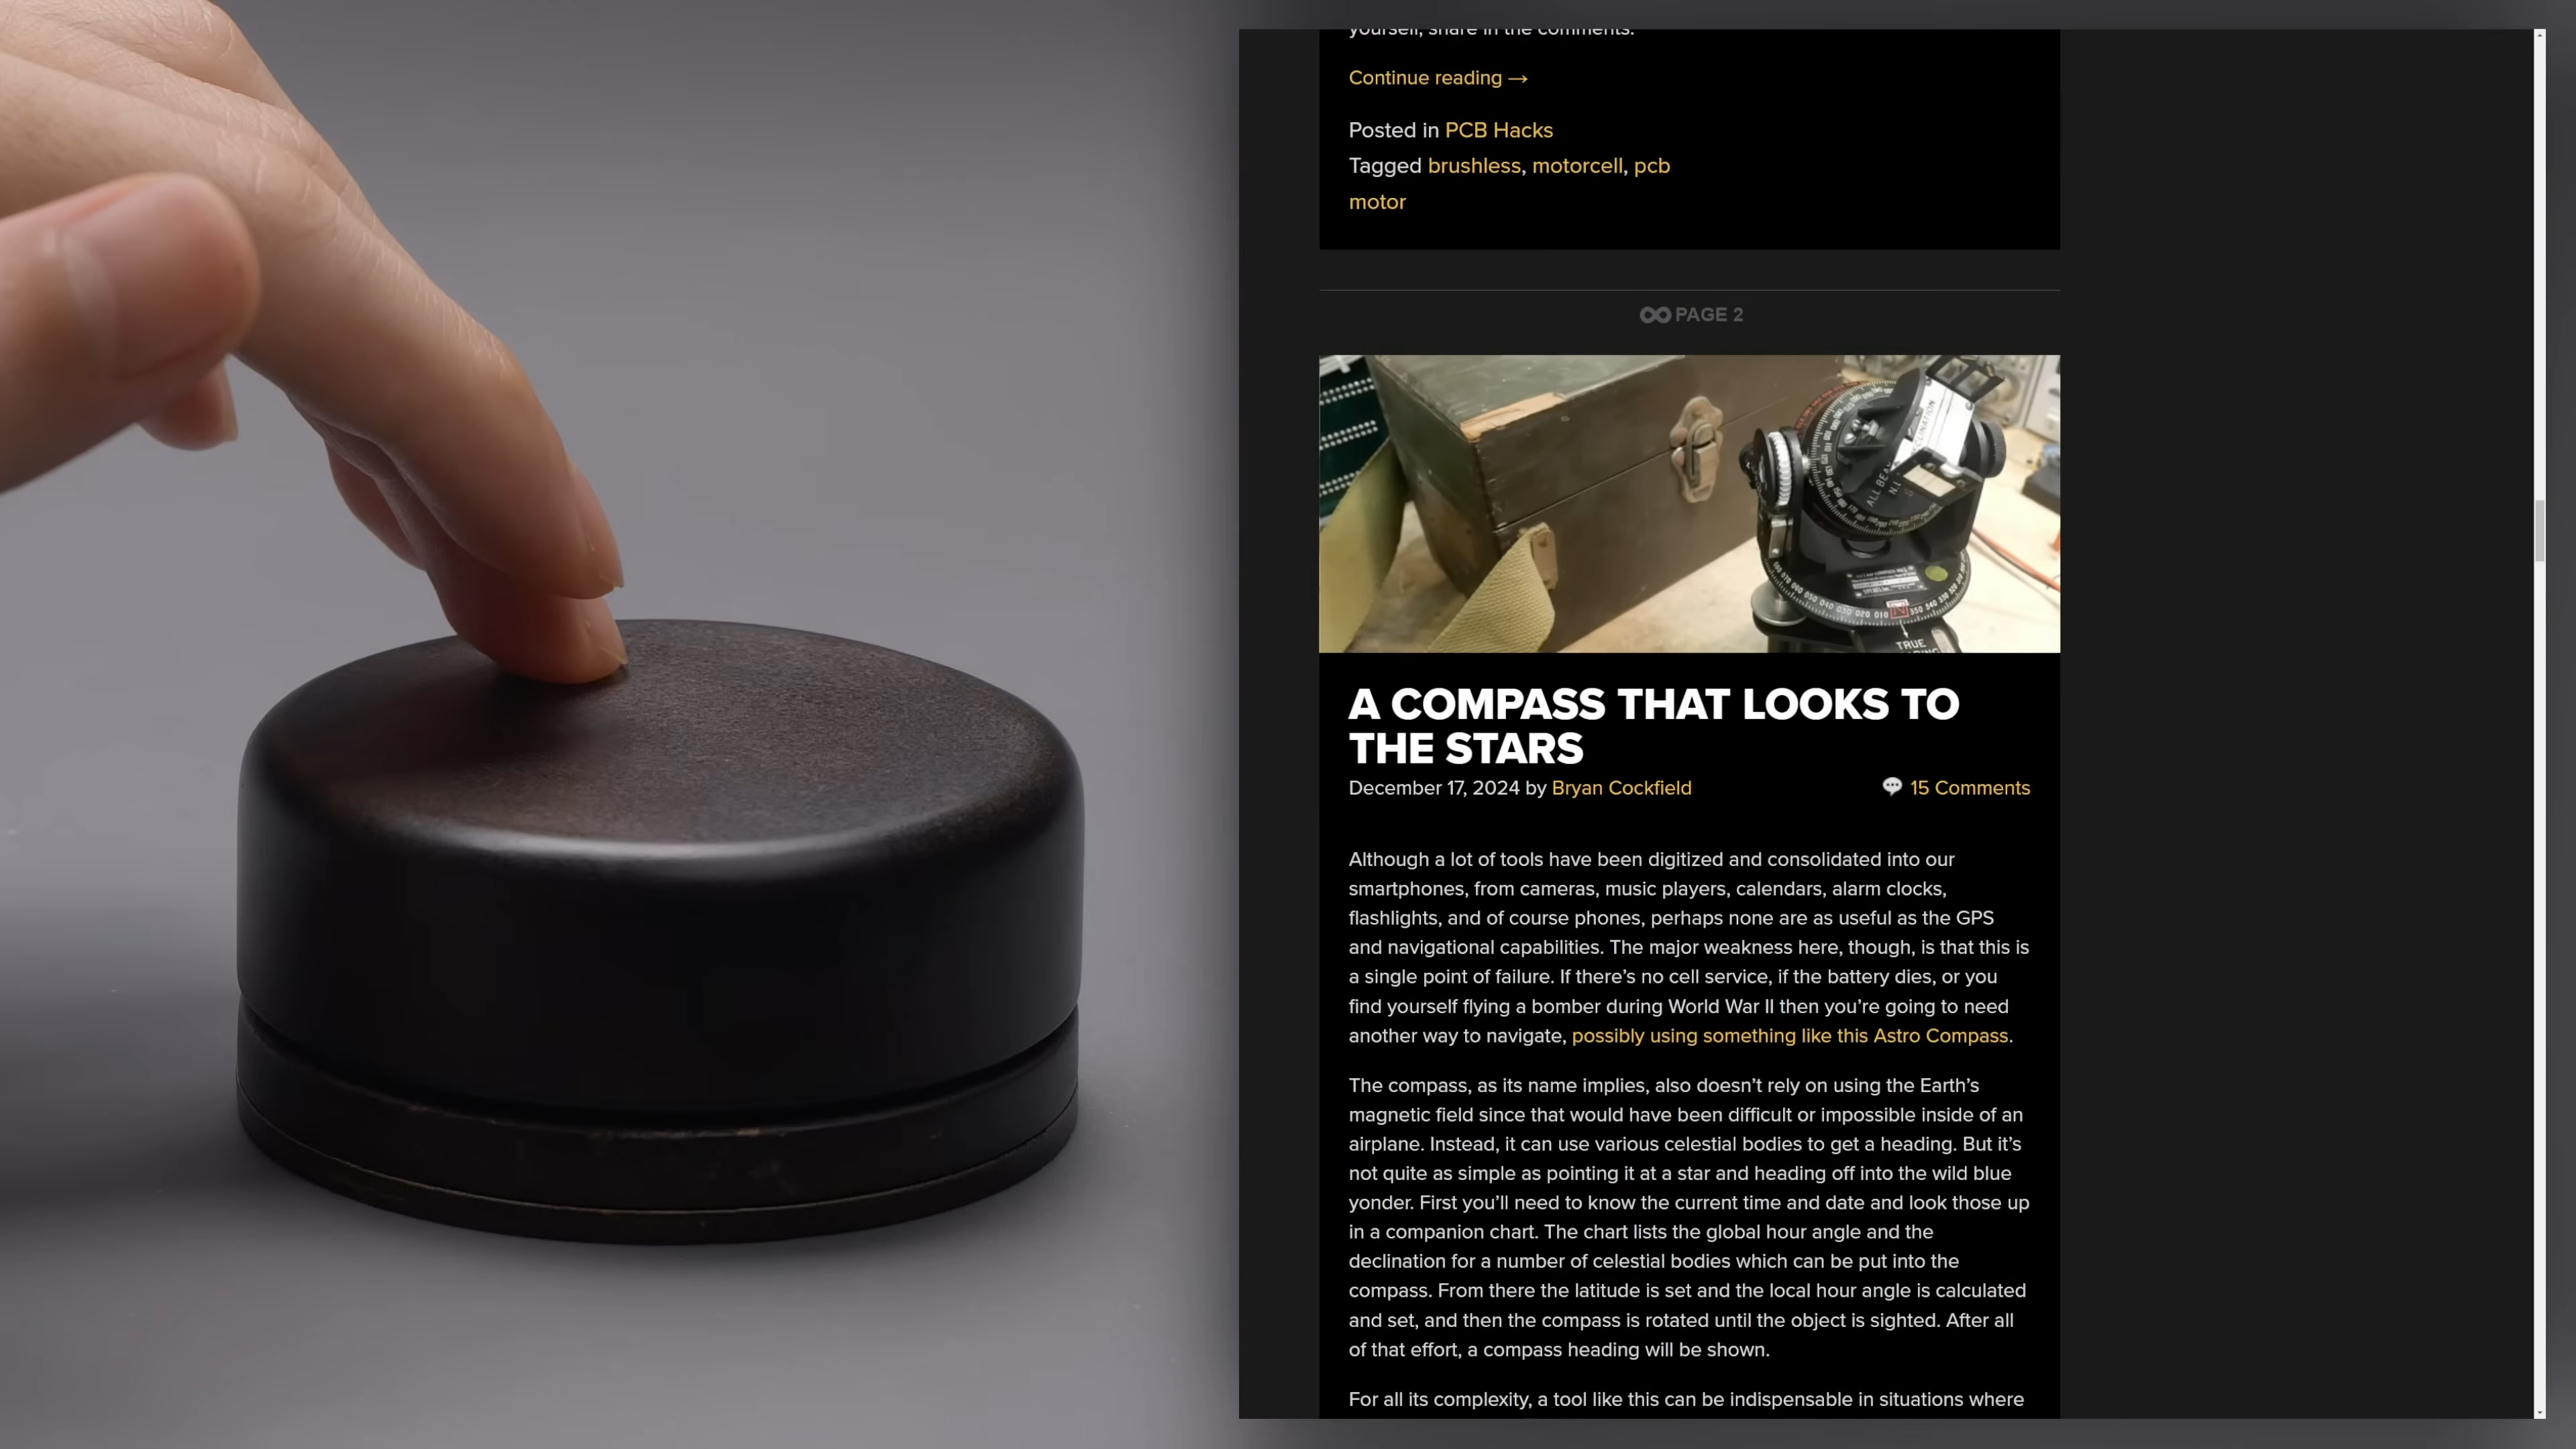 yourself, share in the comments.
Continue reading →
Posted in PCB Hacks
Tagged brushless, motorcell, pcb
motor
PAGE 2
CLINATION
ALL BEA
N.I
TRUE
A COMPASS THAT LOOKS TO
THE STARS
December 17, 2024 by Bryan Cockfield
15 Comments
Although a lot of tools have been digitized and consolidated into our
smartphones, from cameras, music players, calendars, alarm clocks,
flashlights, and of course phones, perhaps none are as useful as the GPS
and navigational capabilities. The major weakness here, though, is that this is
a single point of failure. If there’s no cell service, if the battery dies, or you
find yourself flying a bomber during World War II then you’re going to need
another way to navigate, possibly using something like this Astro Compass.
The compass, as its name implies, also doesn’t rely on using the Earth’s
magnetic field since that would have been difficult or impossible inside of an
airplane. Instead, it can use various celestial bodies to get a heading. But it’s
not quite as simple as pointing it at a star and heading off into the wild blue
yonder. First you’ll need to know the current time and date and look those up
in a companion chart. The chart lists the global hour angle and the
declination for a number of celestial bodies which can be put into the
compass. From there the latitude is set and the local hour angle is calculated
and set, and then the compass is rotated until the object is sighted. After all
of that effort, a compass heading will be shown.
For all its complexity, a tool like this can be indispensable in situations where